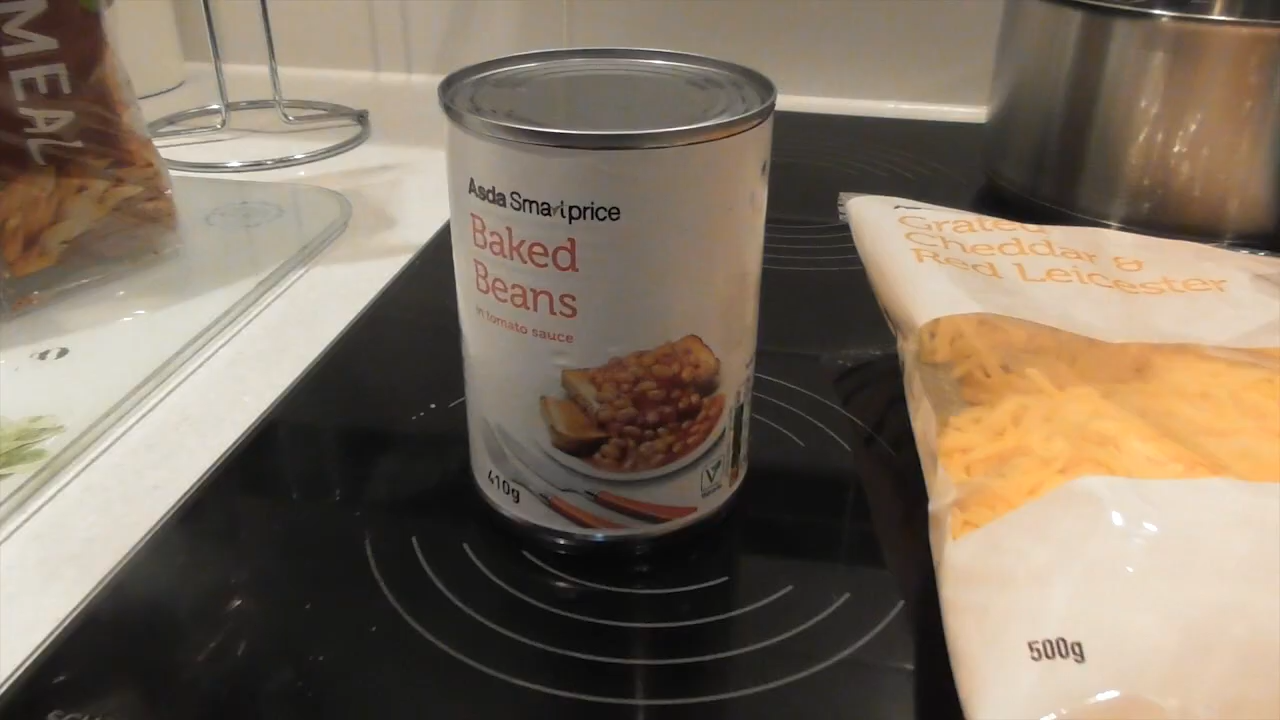 MEAL
Asda Smartprice
Baked
Beans
in tomato sauce
410g
Grated
Cheddar &
Red Leicester
500g